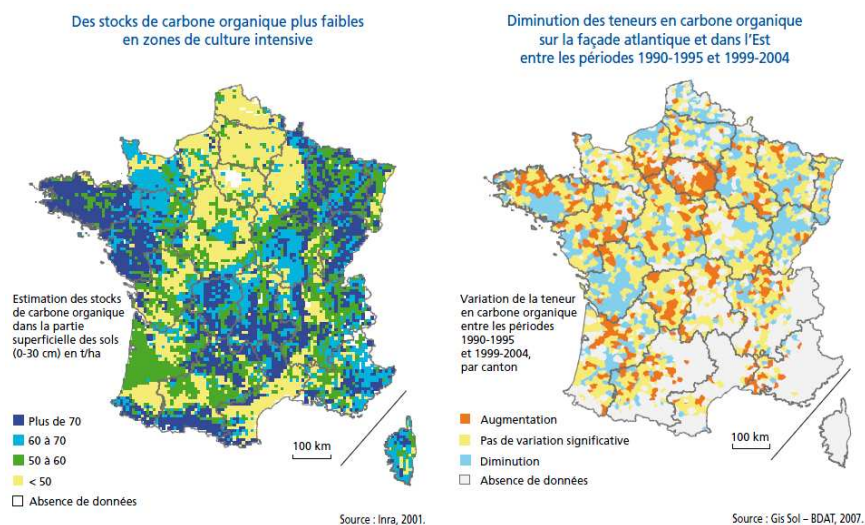 Des stocks de carbone organique plus faibles
en zones de culture intensive
Estimation des stocks
de carbone organique
dans la partie
superficielle des sols
(0-30 cm) en t/ha
Plus de 70
60 à 70
50 à 60
< 50
Absence de données
100 km
Source : Inra, 2001.
Diminution des teneurs en carbone organique
sur la façade atlantique et dans l'Est
entre les périodes 1990-1995 et 1999-2004
Variation de la teneur
en carbone organique
entre les périodes
1990-1995
et 1999-2004,
par canton
Augmentation
Pas de variation significative
Diminution
Absence de données
100 km
Source : Gis Sol – BDAT, 2007.